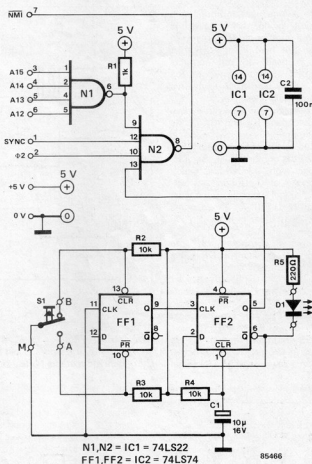 NMI 7
5 V
+
R1
1k
A15 3 1
A14 4 2
A13 5 4
A12 6 5
N1
6
9
SYNC 1 12
Φ2 2 10
13
N2
8
5 V
+
14 14
IC1 IC2
7 7
C2
100n
0
+5 V
5 V
+
0 V
0
5 V
+
R2
10k
R5
220Ω
D1
S1
B
M
A
13
CLR
11 CLK
Q 9
FF1
12 D
Q 8
PR
10
4
PR
3 CLK
Q 5
FF2
2 D
Q 6
CLR
1
R3
10k
R4
10k
C1
10µ
16V
N1,N2 = IC1 = 74LS22
FF1,FF2 = IC2 = 74LS74
85466